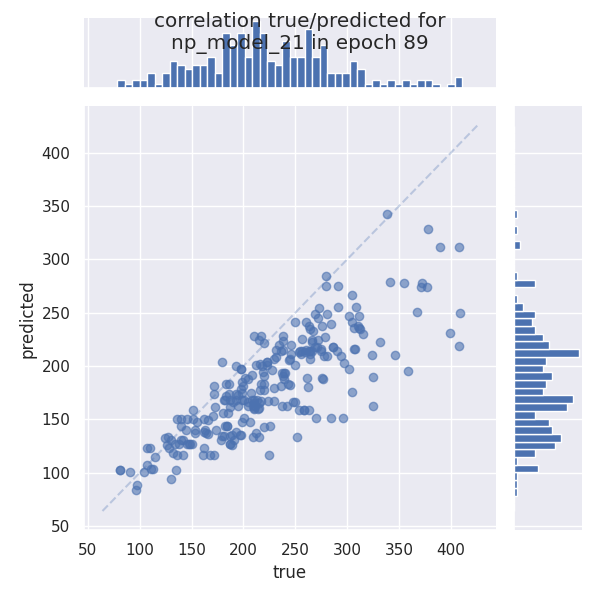 correlation true/predicted for
np_model_21 in epoch 89
400
350
300
250
200
150
100
50
predicted
50 100 150 200 250 300 350 400
true